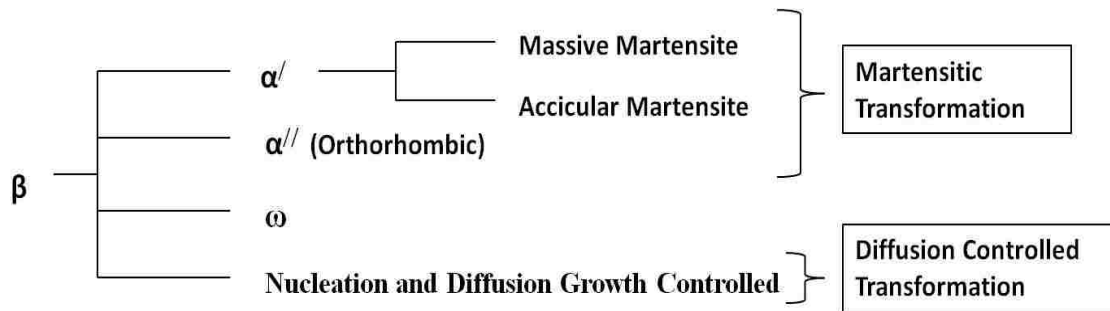 β
α/
Massive Martensite
Accicular Martensite
α// (Orthorhombic)
ω
Nucleation and Diffusion Growth Controlled
Martensitic
Transformation
Diffusion Controlled
Transformation